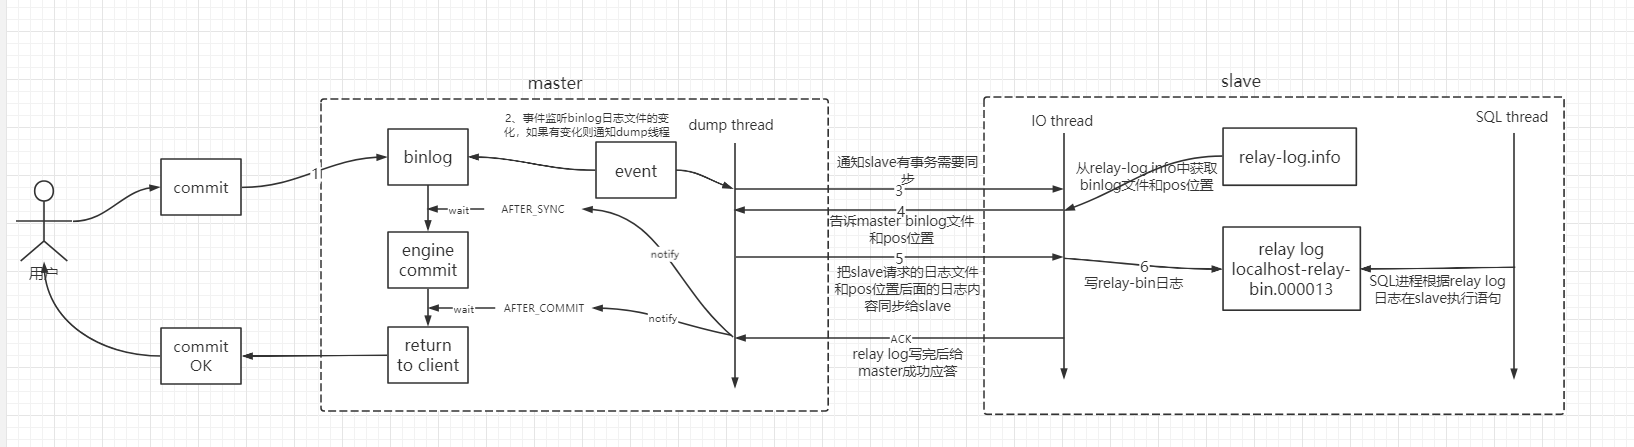 master
slave
2、事件监听binlog日志文件的变
化，如果有变化则通知dump线程
dump thread
IO thread
SQL thread
commit
1
binlog
event
通知slave有事务需要同
步
3
从relay-log.info中获取
binlog文件和pos位置
relay-log.info
wait
AFTER_SYNC
4
告诉master binlog文件
和pos位置
用户
engine
commit
notify
5
把slave请求的日志文件
和pos位置后面的日志内
容同步给slave
6
写relay-bin日志
relay log
localhost-relay-
bin.000013
SQL进程根据relay log
日志在slave执行语句
wait
AFTER_COMMIT
notify
commit
OK
return
to client
ACK
relay log写完后给
master成功应答